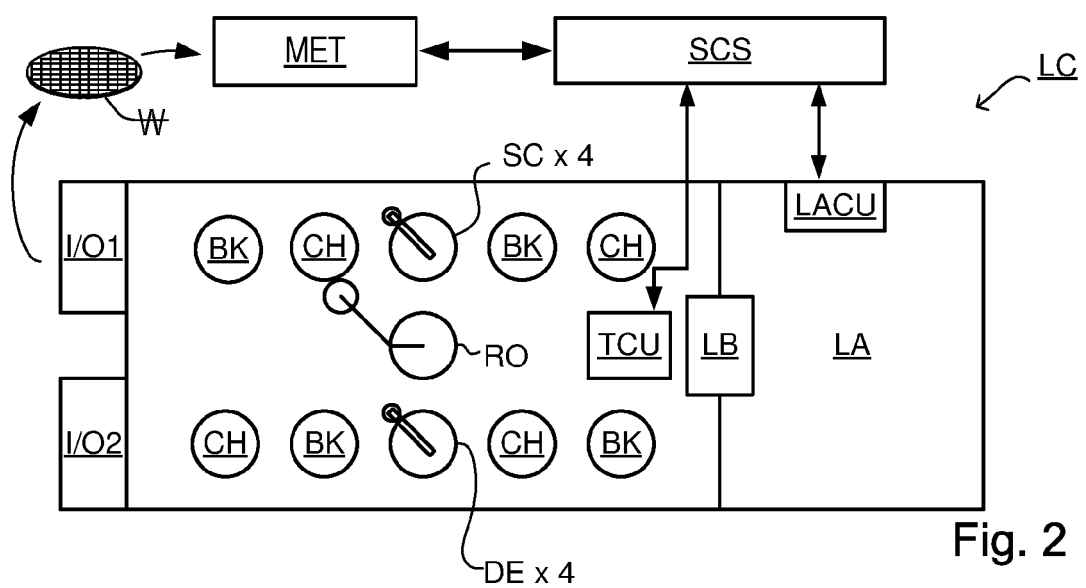 MET
SCS
LC
W
SC x 4
LACU
I/O1
BK
CH
BK
CH
TCU
LB
LA
RO
I/O2
CH
BK
CH
BK
DE x 4
Fig. 2